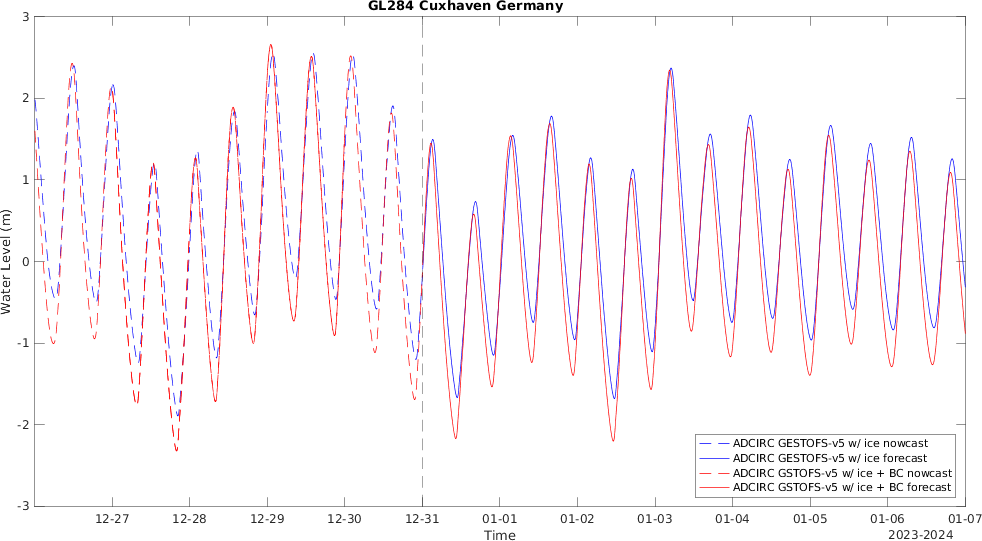 GL284 Cuxhaven Germany
Water Level (m)
3
2
1
0
-1
-2
-3
ADCIRC GESTOFS-v5 w/ ice nowcast
ADCIRC GESTOFS-v5 w/ ice forecast
ADCIRC GSTOFS-v5 w/ ice + BC nowcast
ADCIRC GSTOFS-v5 w/ ice + BC forecast
12-27 12-28 12-29 12-30 12-31 01-01 01-02 01-03 01-04 01-05 01-06 01-07
Time
2023-2024